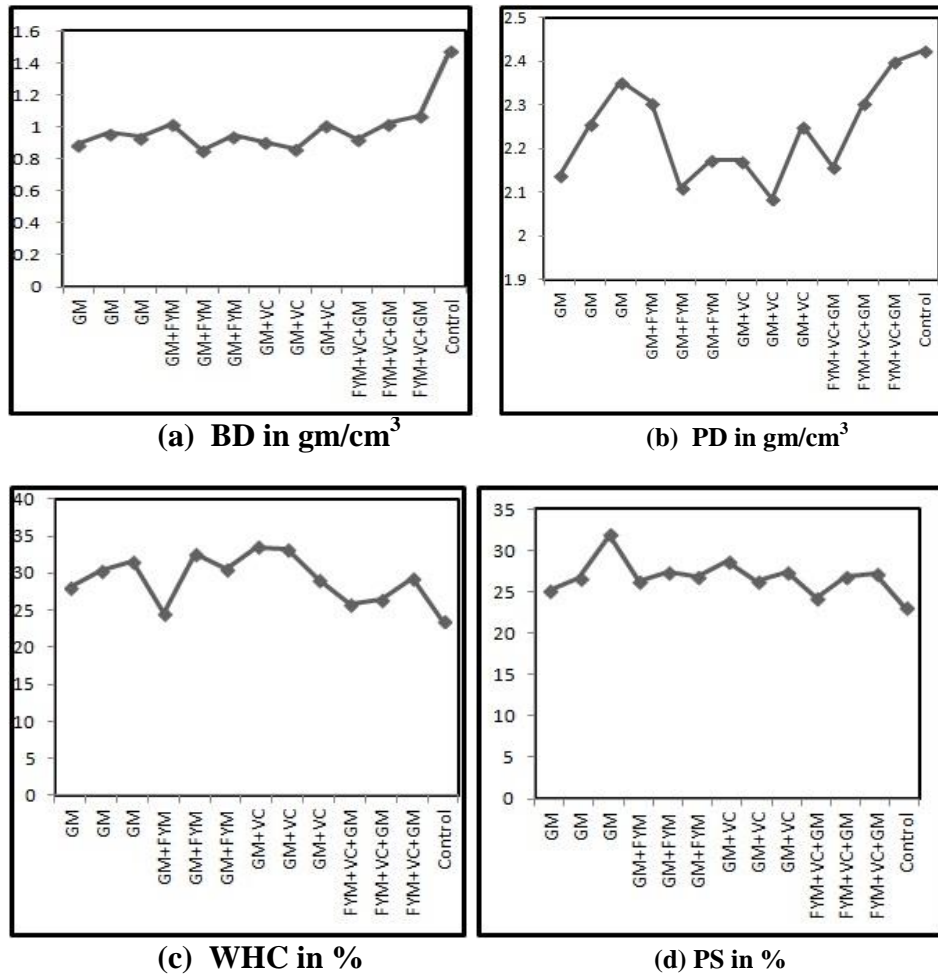 1.6
1.4
1.2
1
0.8
0.6
0.4
0.2
0
GM
GM
GM
GM+FYM
GM+FYM
GM+FYM
GM+VC
GM+VC
GM+VC
FYM+VC+GM
FYM+VC+GM
FYM+VC+GM
Control
(a) BD in gm/cm³
2.5
2.4
2.3
2.2
2.1
2
1.9
GM
GM
GM
GM+FYM
GM+FYM
GM+FYM
GM+VC
GM+VC
GM+VC
FYM+VC+GM
FYM+VC+GM
FYM+VC+GM
Control
(b) PD in gm/cm³
40
35
30
25
20
15
10
5
0
GM
GM
GM
GM+FYM
GM+FYM
GM+FYM
GM+VC
GM+VC
GM+VC
FYM+VC+GM
FYM+VC+GM
FYM+VC+GM
Control
(c) WHC in %
35
30
25
20
15
10
5
0
GM
GM
GM
GM+FYM
GM+FYM
GM+FYM
GM+VC
GM+VC
GM+VC
FYM+VC+GM
FYM+VC+GM
FYM+VC+GM
Control
(d) PS in %